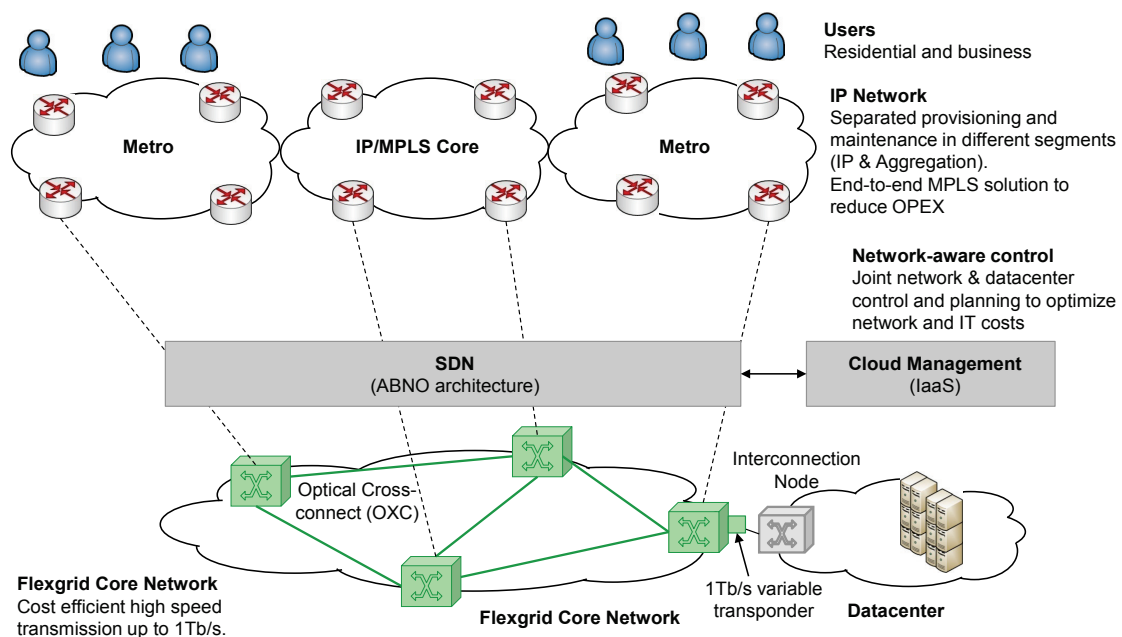 Users
Residential and business
IP Network
Separated provisioning and
maintenance in different segments
(IP & Aggregation).
End-to-end MPLS solution to
reduce OPEX
Metro
IP/MPLS Core
Metro
Network-aware control
Joint network & datacenter
control and planning to optimize
network and IT costs
SDN
(ABNO architecture)
Cloud Management
(IaaS)
Interconnection
Node
Optical Cross-
connect (OXC)
Flexgrid Core Network
Cost efficient high speed
transmission up to 1Tb/s.
Flexgrid Core Network
1Tb/s variable
transponder
Datacenter